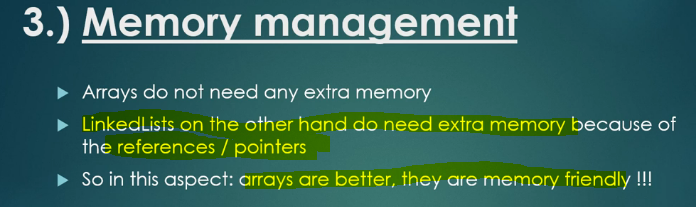 3.) Memory management
Arrays do not need any extra memory
LinkedLists on the other hand do need extra memory because of
the references / pointers
So in this aspect: arrays are better, they are memory friendly !!!